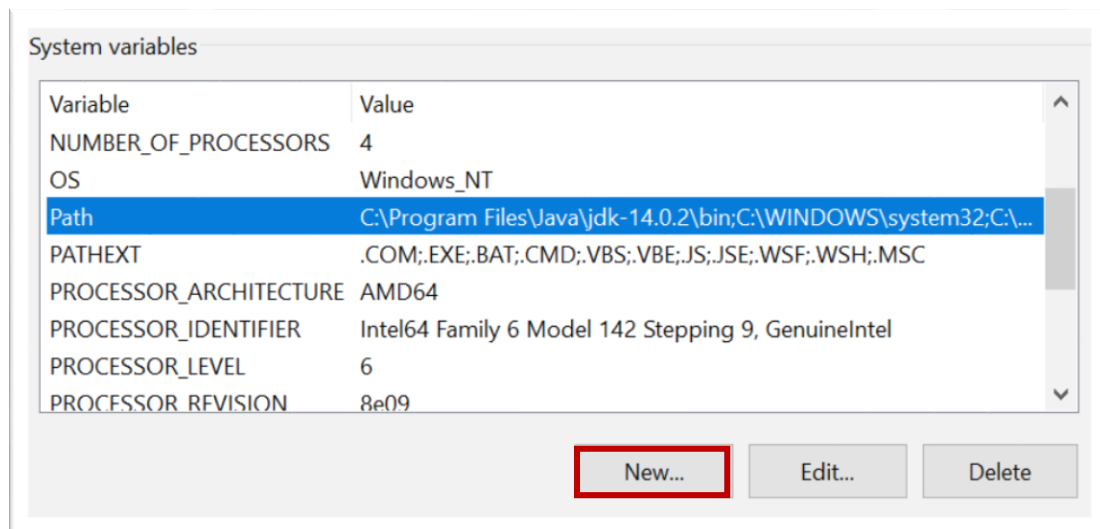 System variables
Variable Value
NUMBER_OF_PROCESSORS 4
OS Windows_NT
Path C:\Program Files\Java\jdk-14.0.2\bin;C:\WINDOWS\system32;C:\...
PATHEXT .COM;.EXE;.BAT;.CMD;.VBS;.VBE;.JS;.JSE;.WSF;.WSH;.MSC
PROCESSOR_ARCHITECTURE AMD64
PROCESSOR_IDENTIFIER Intel64 Family 6 Model 142 Stepping 9, GenuineIntel
PROCESSOR_LEVEL 6
PROCESSOR_REVISION 8e09
New... Edit... Delete